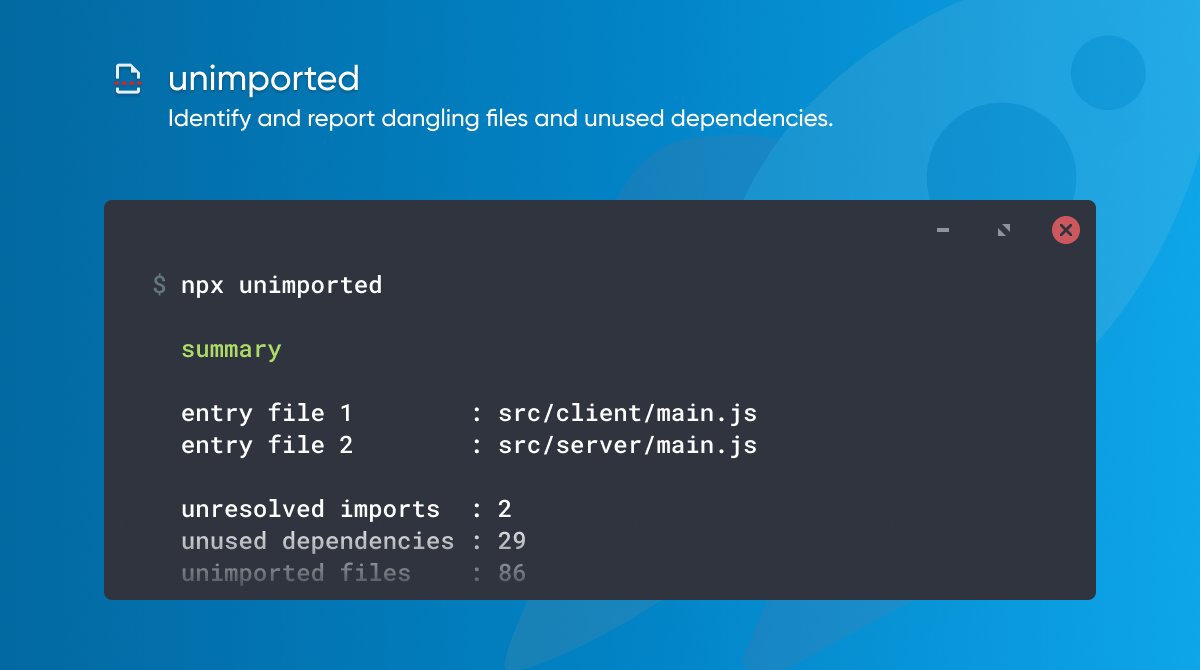 unimported
Identify and report dangling files and unused dependencies.
$ npx unimported
summary
entry file 1 : src/client/main.js
entry file 2 : src/server/main.js
unresolved imports : 2
unused dependencies : 29
unimported files : 86